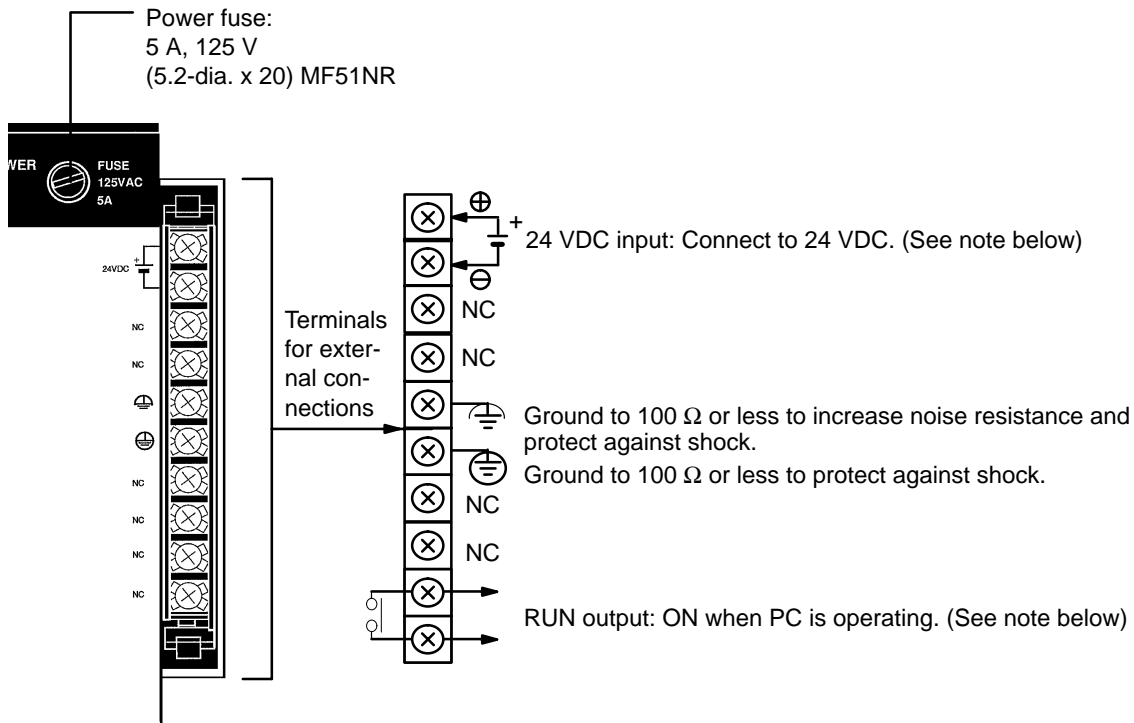 Power fuse:
5 A, 125 V
(5.2-dia. x 20) MF51NR
WER
FUSE
125VAC
5A
24VDC
+
NC
NC
NC
NC
NC
NC
Terminals
for exter-
nal con-
nections
+
24 VDC input: Connect to 24 VDC. (See note below)
NC
NC
Ground to 100 Ω or less to increase noise resistance and
protect against shock.
Ground to 100 Ω or less to protect against shock.
NC
NC
RUN output: ON when PC is operating. (See note below)